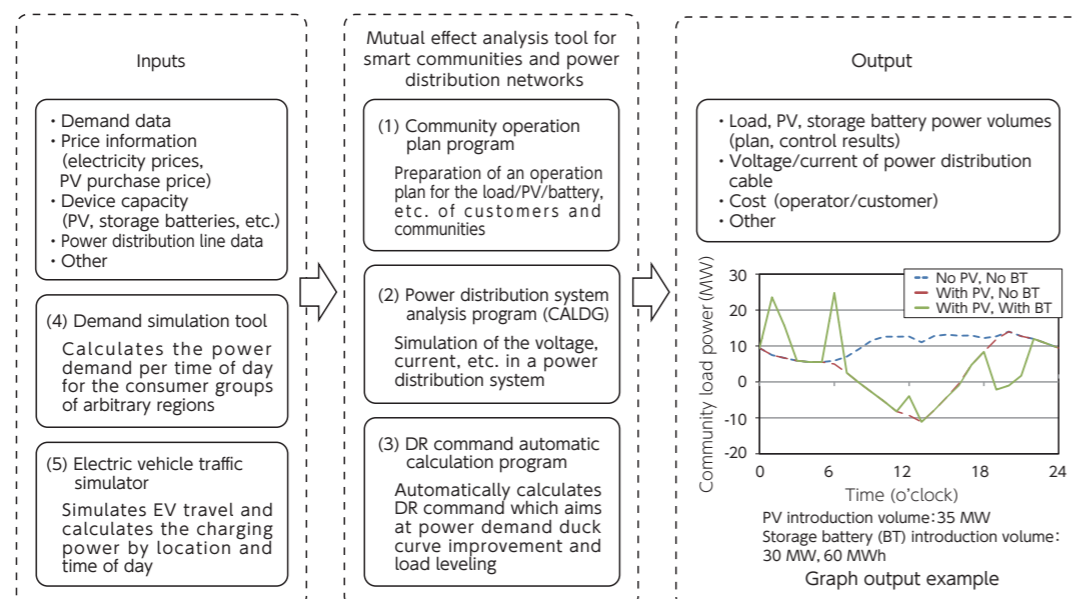 Inputs
・Demand data
・Price information
(electricity prices,
PV purchase price)
・Device capacity
(PV, storage batteries, etc.)
・Power distribution line data
・Other
(4) Demand simulation tool
Calculates the power
demand per time of day
for the consumer groups
of arbitrary regions
(5) Electric vehicle traffic
simulator
Simulates EV travel and
calculates the charging
power by location and
time of day
Mutual effect analysis tool for
smart communities and power
distribution networks
(1) Community operation
plan program
Preparation of an operation
plan for the load/PV/battery,
etc. of customers and
communities
(2) Power distribution system
analysis program (CALDG)
Simulation of the voltage,
current, etc. in a power
distribution system
(3) DR command automatic
calculation program
Automatically calculates
DR command which aims
at power demand duck
curve improvement and
load leveling
Output
・Load, PV, storage battery power volumes
(plan, control results)
・Voltage/current of power distribution
cable
・Cost (operator/customer)
・Other
Community load power (MW)
30
20
10
0
-10
-20
No PV, No BT
With PV, No BT
With PV, With BT
0 6 12 18 24
Time (o'clock)
PV introduction volume:35 MW
Storage battery (BT) introduction volume:
30 MW, 60 MWh
Graph output example